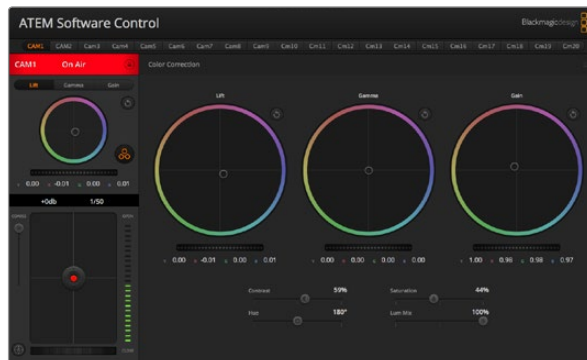 ATEM Software Control
Blackmagicdesign
CAM1 CAM2 Cam3 Cam4 Cam5 Cam6 Cam7 Cam8 Cam9 Cam10 Cm11 Cm12 Cm13 Cm14 Cm15 Cm16 Cm17 Cm18 Cm19 Cm20
CAM1 On Air
Color Correction
Lift Gamma Gain
Lift Gamma Gain
0.00 -0.01 0.00 0.01
+0db 1/50
0.00 -0.01 0.00 0.01
0.00 0.00 0.00 0.00
1.00 0.98 0.98 0.97
Contrast 59%
Saturation 44%
Hue 180°
Lum Mix 100%